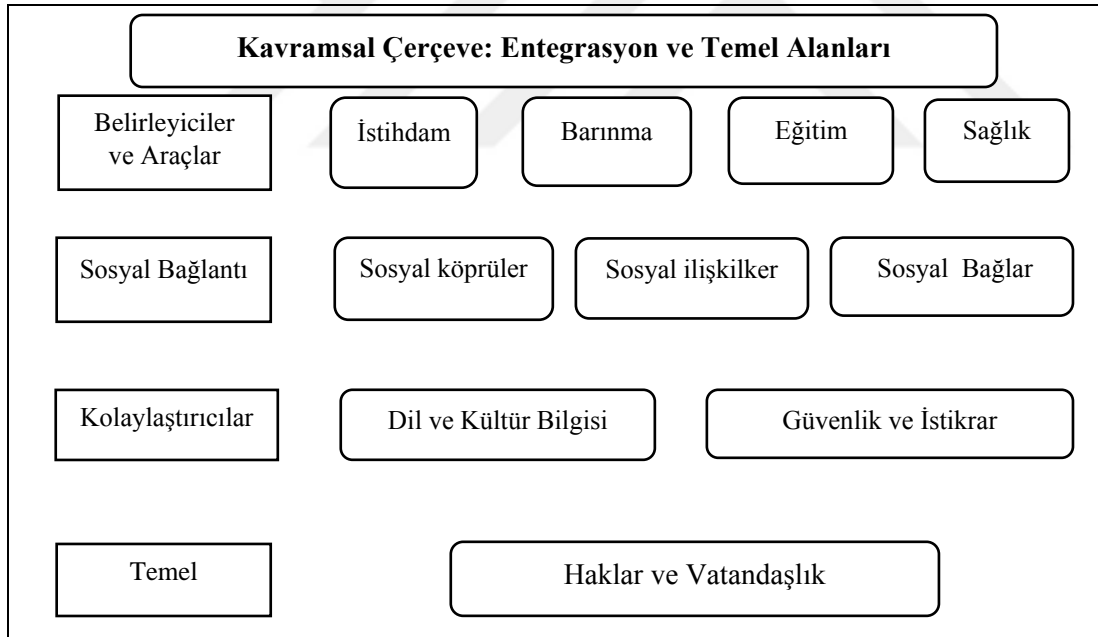 Kavramsal Çerçeve: Entegrasyon ve Temel Alanları
Belirleyiciler
ve Araçlar
İstihdam
Barınma
Eğitim
Sağlık
Sosyal Bağlantı
Sosyal köprüler
Sosyal ilişkilker
Sosyal Bağlar
Kolaylaştırıcılar
Dil ve Kültür Bilgisi
Güvenlik ve İstikrar
Temel
Haklar ve Vatandaşlık